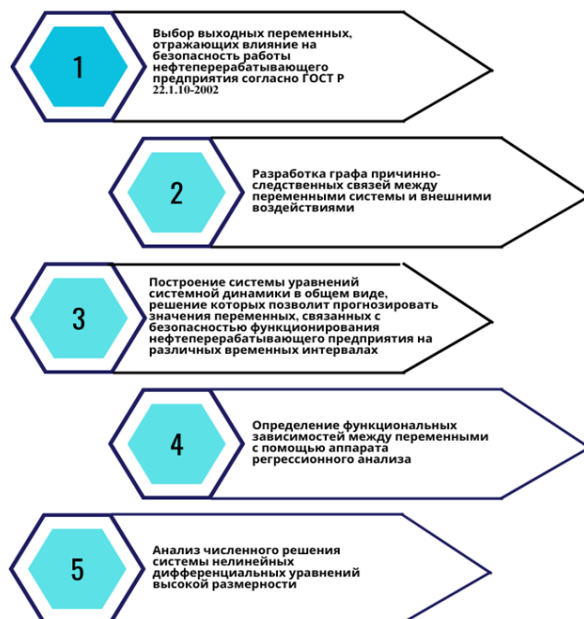 1
Выбор выходных переменных,
отражающих влияние на
безопасность работы
нефтеперерабатывающего
предприятия согласно ГОСТ Р
22.1.10-2002
2
Разработка графа причинно-
следственных связей между
переменными системы и внешними
воздействиями
3
Построение системы уравнений
системной динамики в общем виде,
решение которых позволит прогнозировать
значения переменных, связанных с
безопасностью функционирования
нефтеперерабатывающего предприятия на
различных временных интервалах
4
Определение функциональных
зависимостей между переменными
с помощью аппарата
регрессионного анализа
5
Анализ численного решения
системы нелинейных
дифференциальных уравнений
высокой размерности